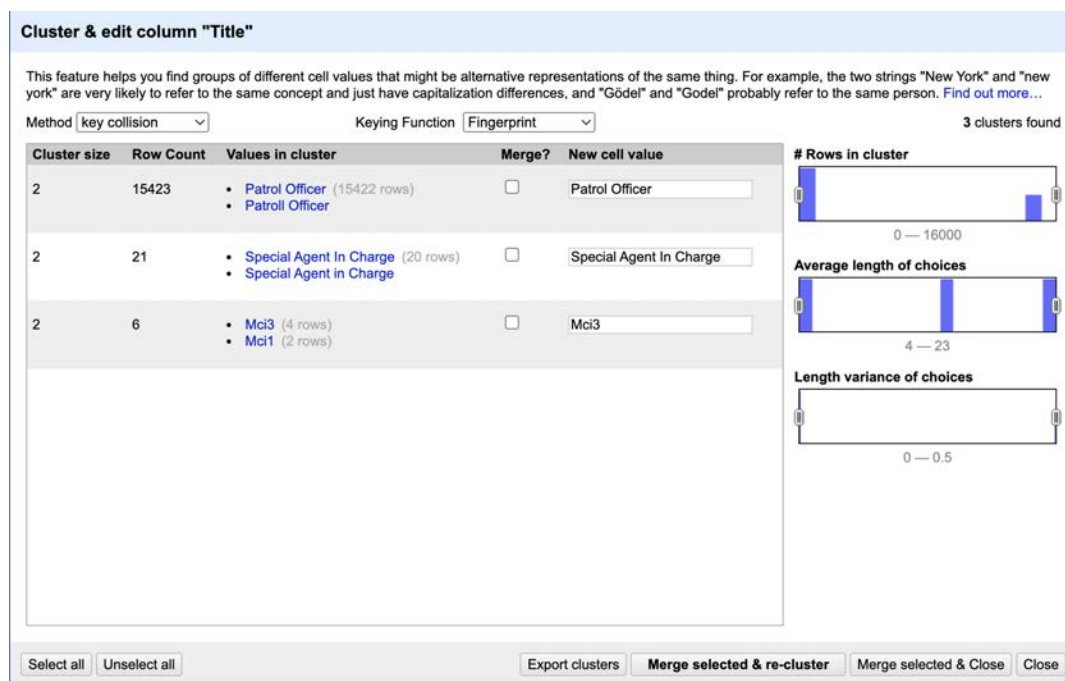 Cluster & edit column "Title"
This feature helps you find groups of different cell values that might be alternative representations of the same thing. For example, the two strings "New York" and "new
york" are very likely to refer to the same concept and just have capitalization differences, and "Gödel" and "Godel" probably refer to the same person. Find out more…
Method key collision Keying Function Fingerprint 3 clusters found
Cluster size Row Count Values in cluster Merge? New cell value
2 15423 • Patrol Officer (15422 rows) Patrol Officer
• Patroll Officer
2 21 • Special Agent In Charge (20 rows) Special Agent In Charge
• Special Agent in Charge
2 6 • Mci3 (4 rows) Mci3
• Mci1 (2 rows)
# Rows in cluster
0 — 16000
Average length of choices
4 — 23
Length variance of choices
0 — 0.5
Select all Unselect all Export clusters Merge selected & re-cluster Merge selected & Close Close